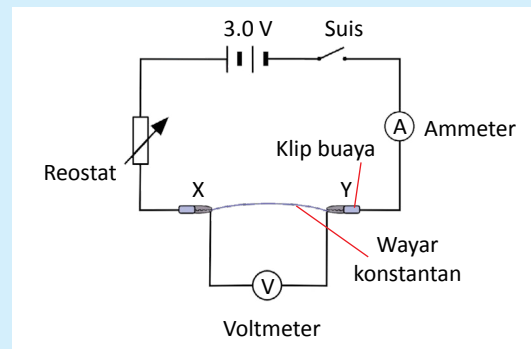 3.0 V
Suis
A
Ammeter
Klip buaya
Reostat
X
Y
Wayar
konstantan
V
Voltmeter